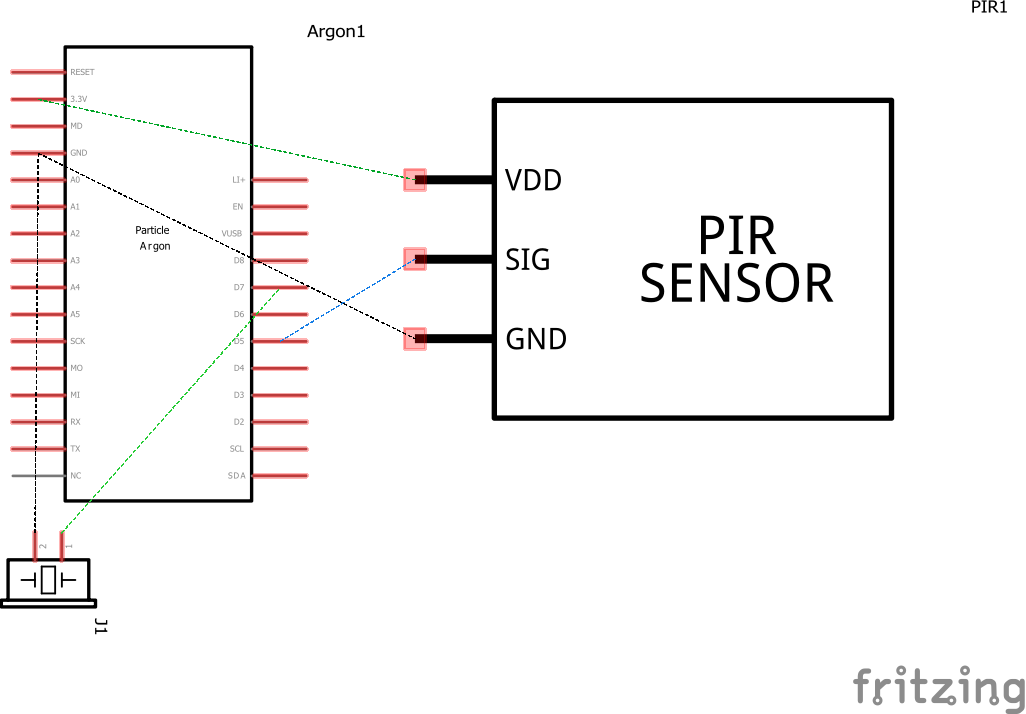 PIR1
Argon1
RESET
3.3V
MD
GND
A0
A1
A2
A3
A4
A5
SCK
MO
MI
RX
TX
NC
Particle
Argon
LI+
EN
VUSB
D8
D7
D6
D5
D4
D3
D2
SCL
SDA
VDD
SIG
GND
PIR
SENSOR
2
1
J1
fritzing